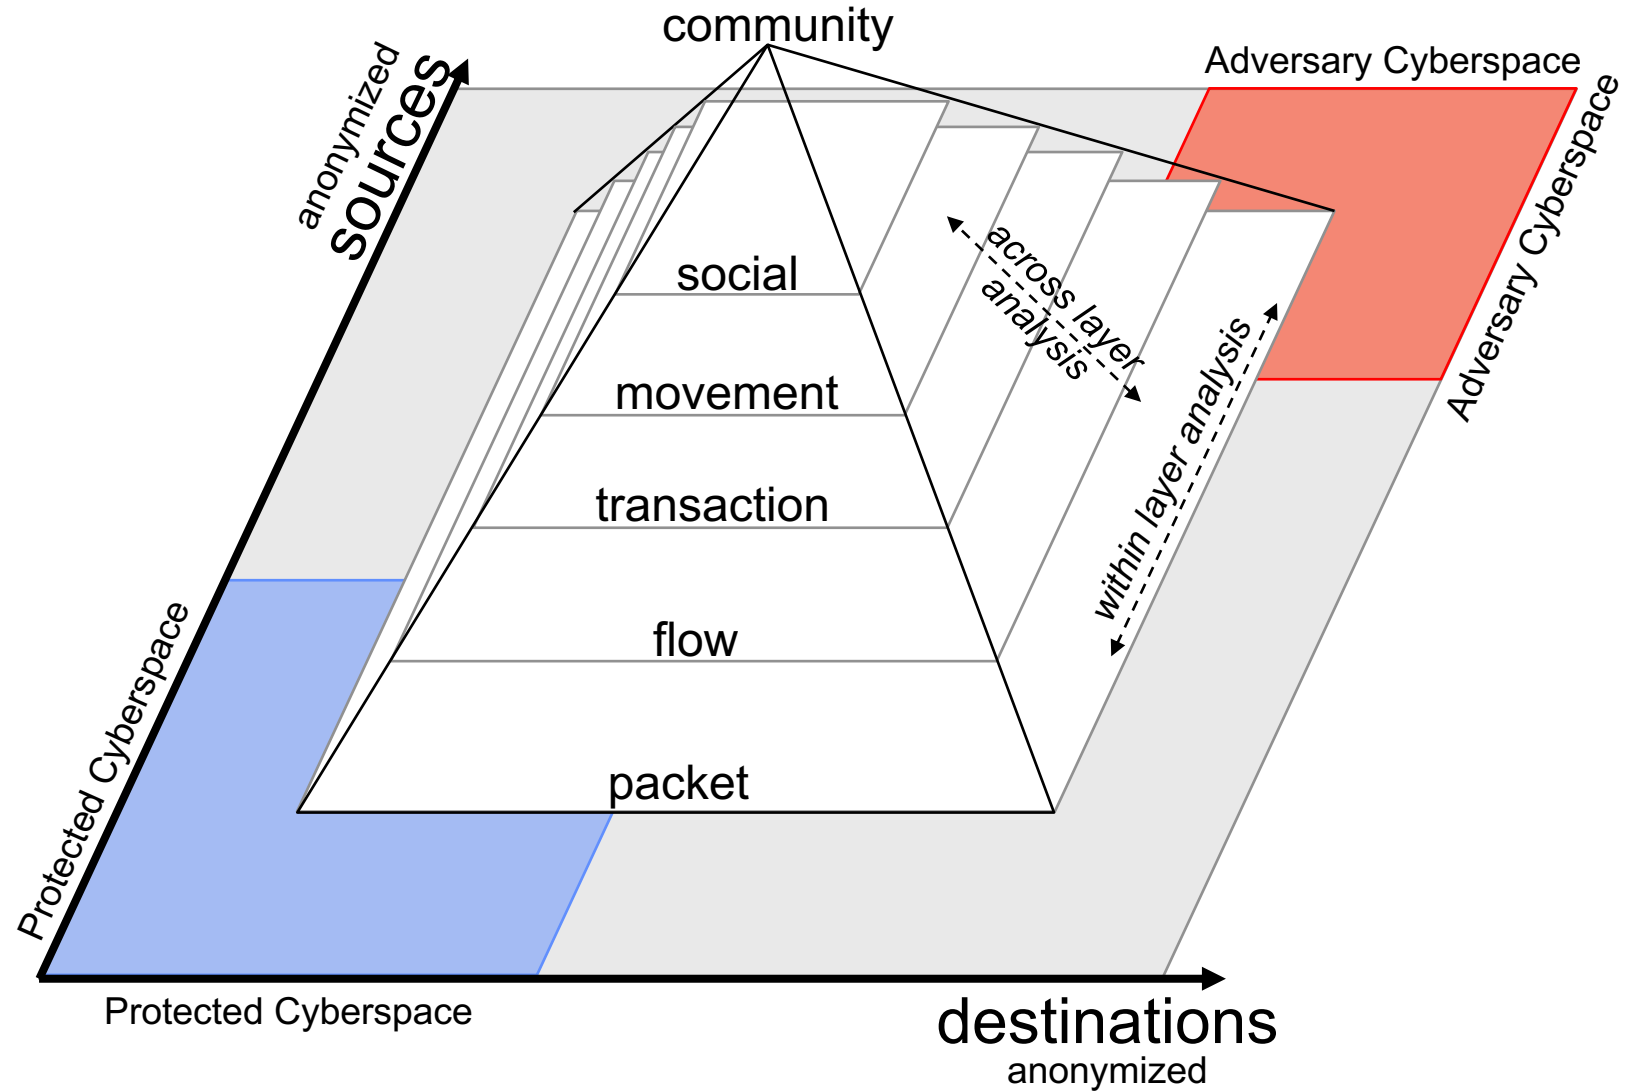 community
Adversary Cyberspace
anonymized
sources
Adversary Cyberspace
social
across layer
analysis
movement
within layer analysis
transaction
flow
Protected Cyberspace
packet
Protected Cyberspace
destinations
anonymized